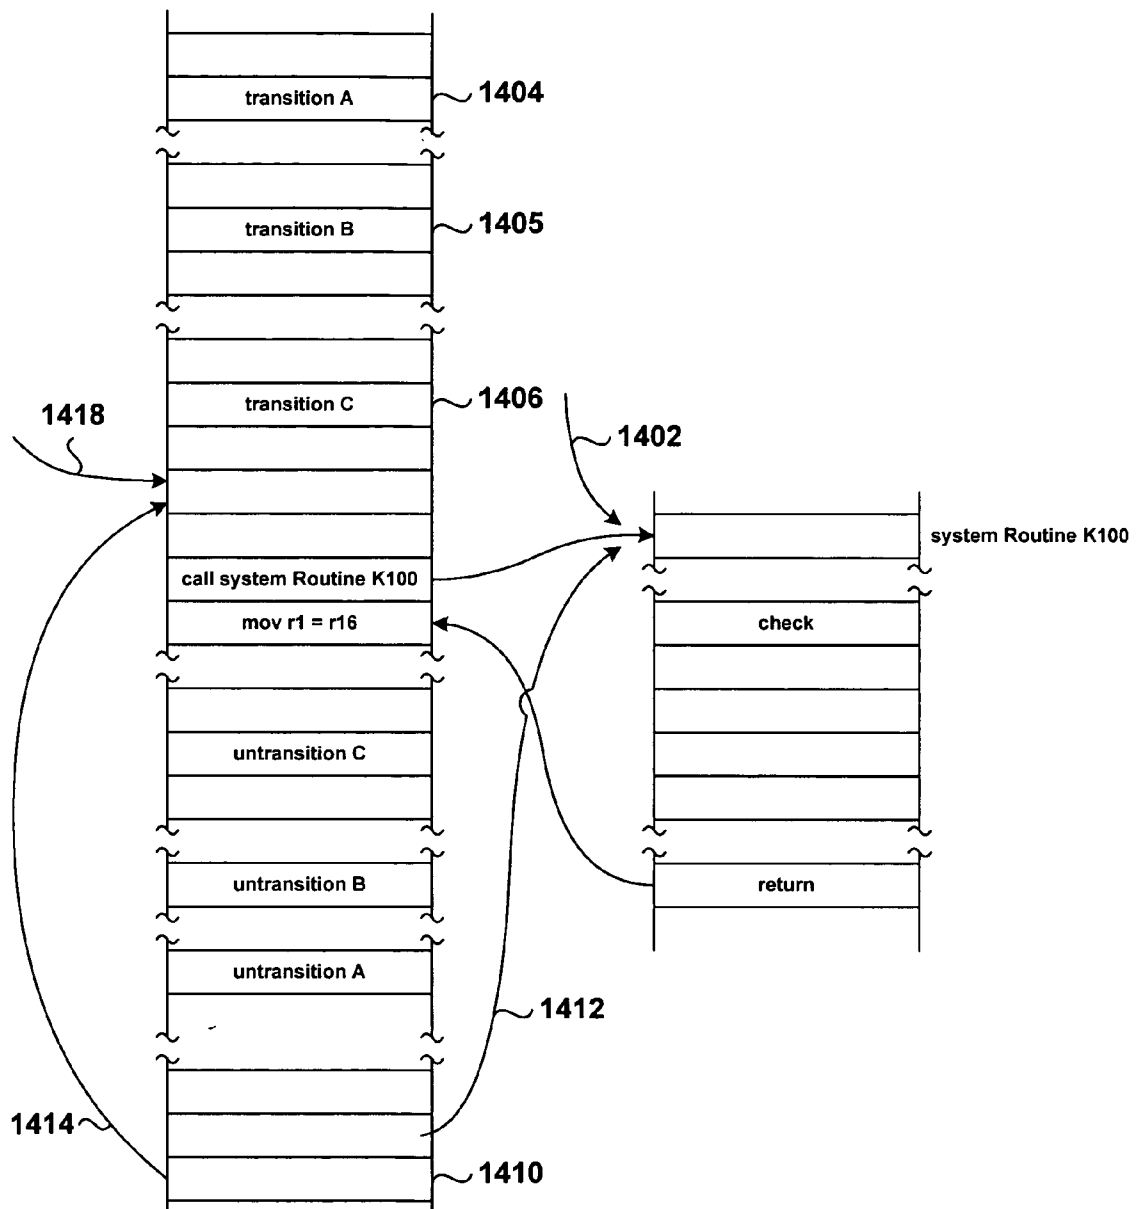 transition A
1404
transition B
1405
transition C
1406
1418
1402
system Routine K100
call system Routine K100
mov r1 = r16
check
untransition C
untransition B
return
untransition A
1412
1414
1410